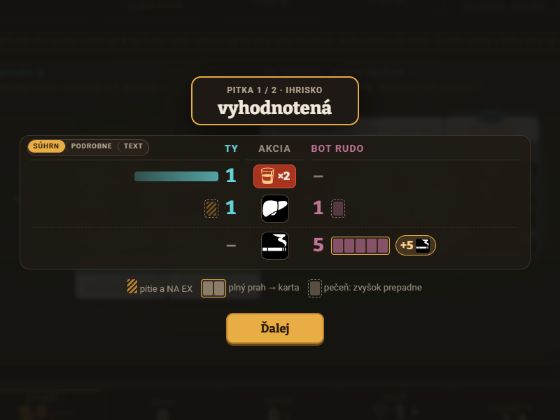 PITKA 1 / 2 · IHRISKO
vyhodnotená
SÚHRN PODROBNE TEXT TY AKCIA BOT RUDO
1 ×2 –
1 1
– 5 +5
pitie a NA EX plný prah → karta pečeň: zvyšok prepadne
Ďalej